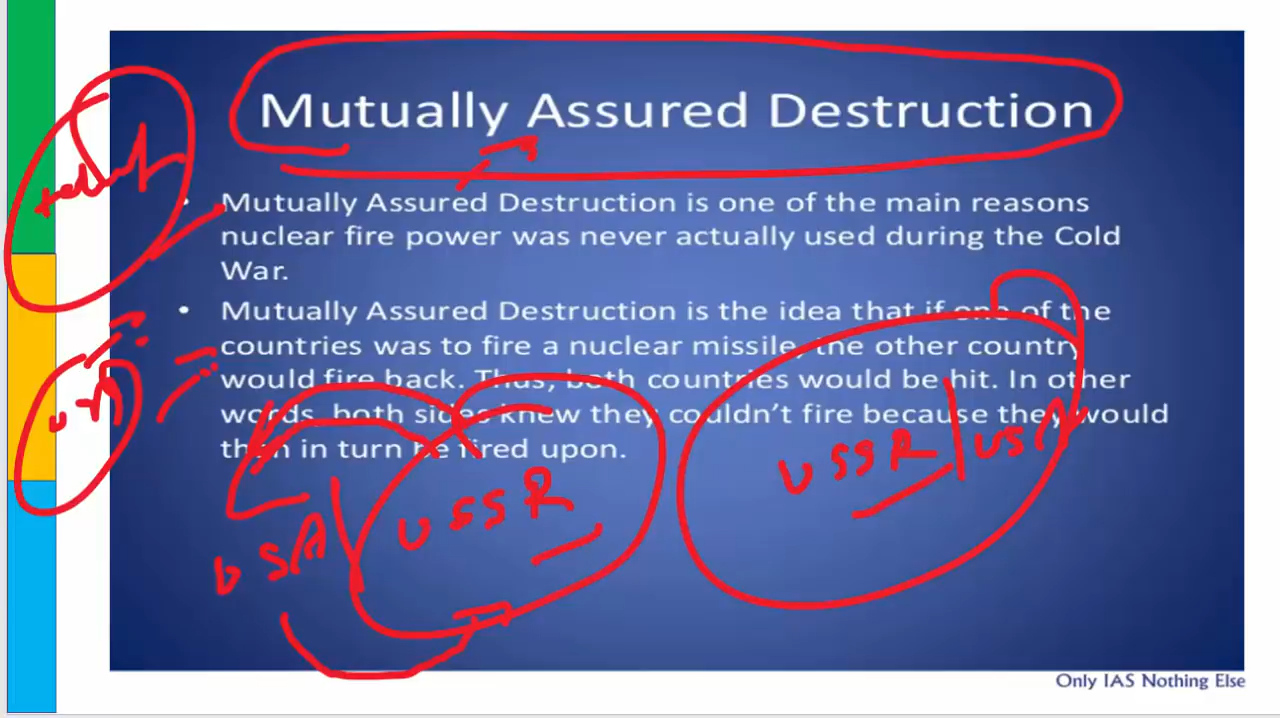 Mutually Assured Destruction
• Mutually Assured Destruction is one of the main reasons
nuclear fire power was never actually used during the Cold
War.
• Mutually Assured Destruction is the idea that if one of the
countries was to fire a nuclear missile, the other country
would fire back. Thus, both countries would be hit. In other
words, both sides knew they couldn't fire because they would
then in turn be fired upon.
USSR | USA
USA | USSR
Only IAS Nothing Else